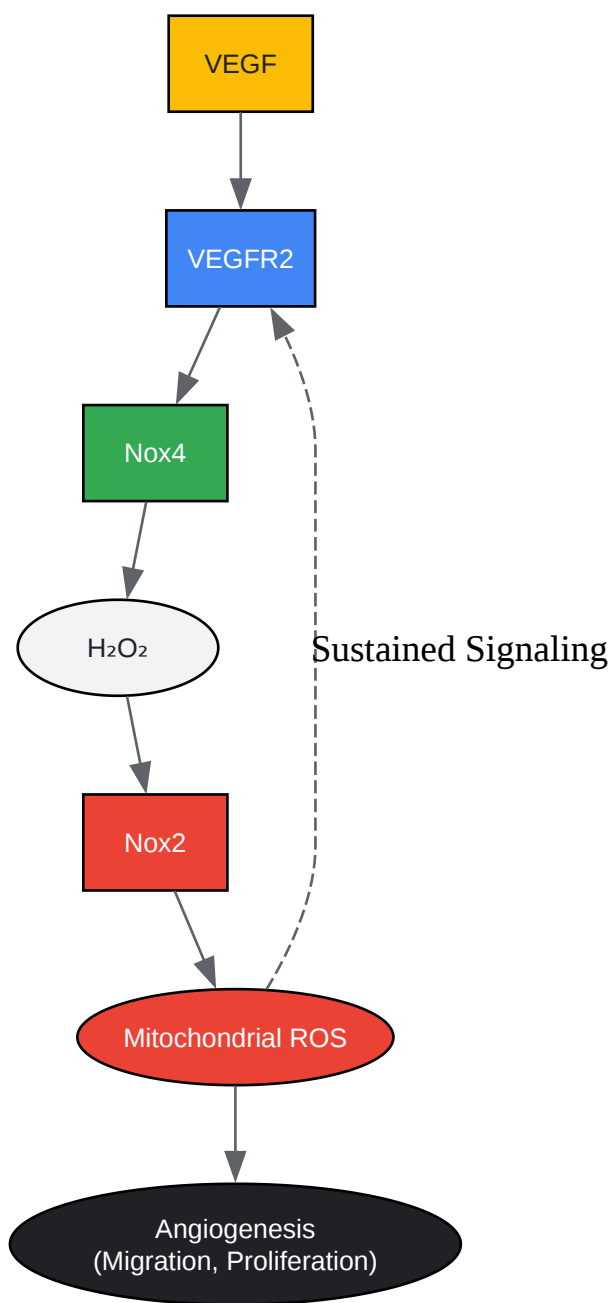 VEGF
VEGFR2
Nox4
H₂O₂
Sustained Signaling
Nox2
Mitochondrial ROS
Angiogenesis
(Migration, Proliferation)